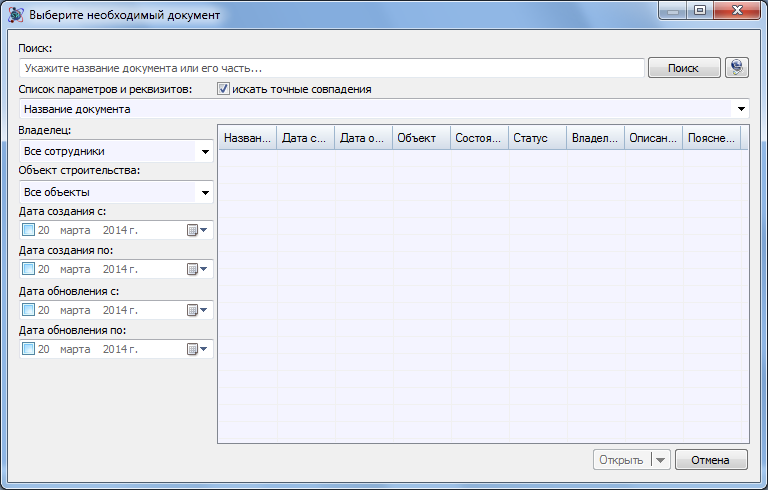 Выберите необходимый документ
Поиск:
Укажите название документа или его часть...
Поиск
Список параметров и реквизитов:
искать точные совпадения
Название документа
Владелец:
Все сотрудники
Объект строительства:
Все объекты
Дата создания с:
20 марта 2014 г.
Дата создания по:
20 марта 2014 г.
Дата обновления с:
20 марта 2014 г.
Дата обновления по:
20 марта 2014 г.
Назван... Дата с... Дата о... Объект Состоя... Статус Владел... Описан... Поясне...
Открыть
Отмена